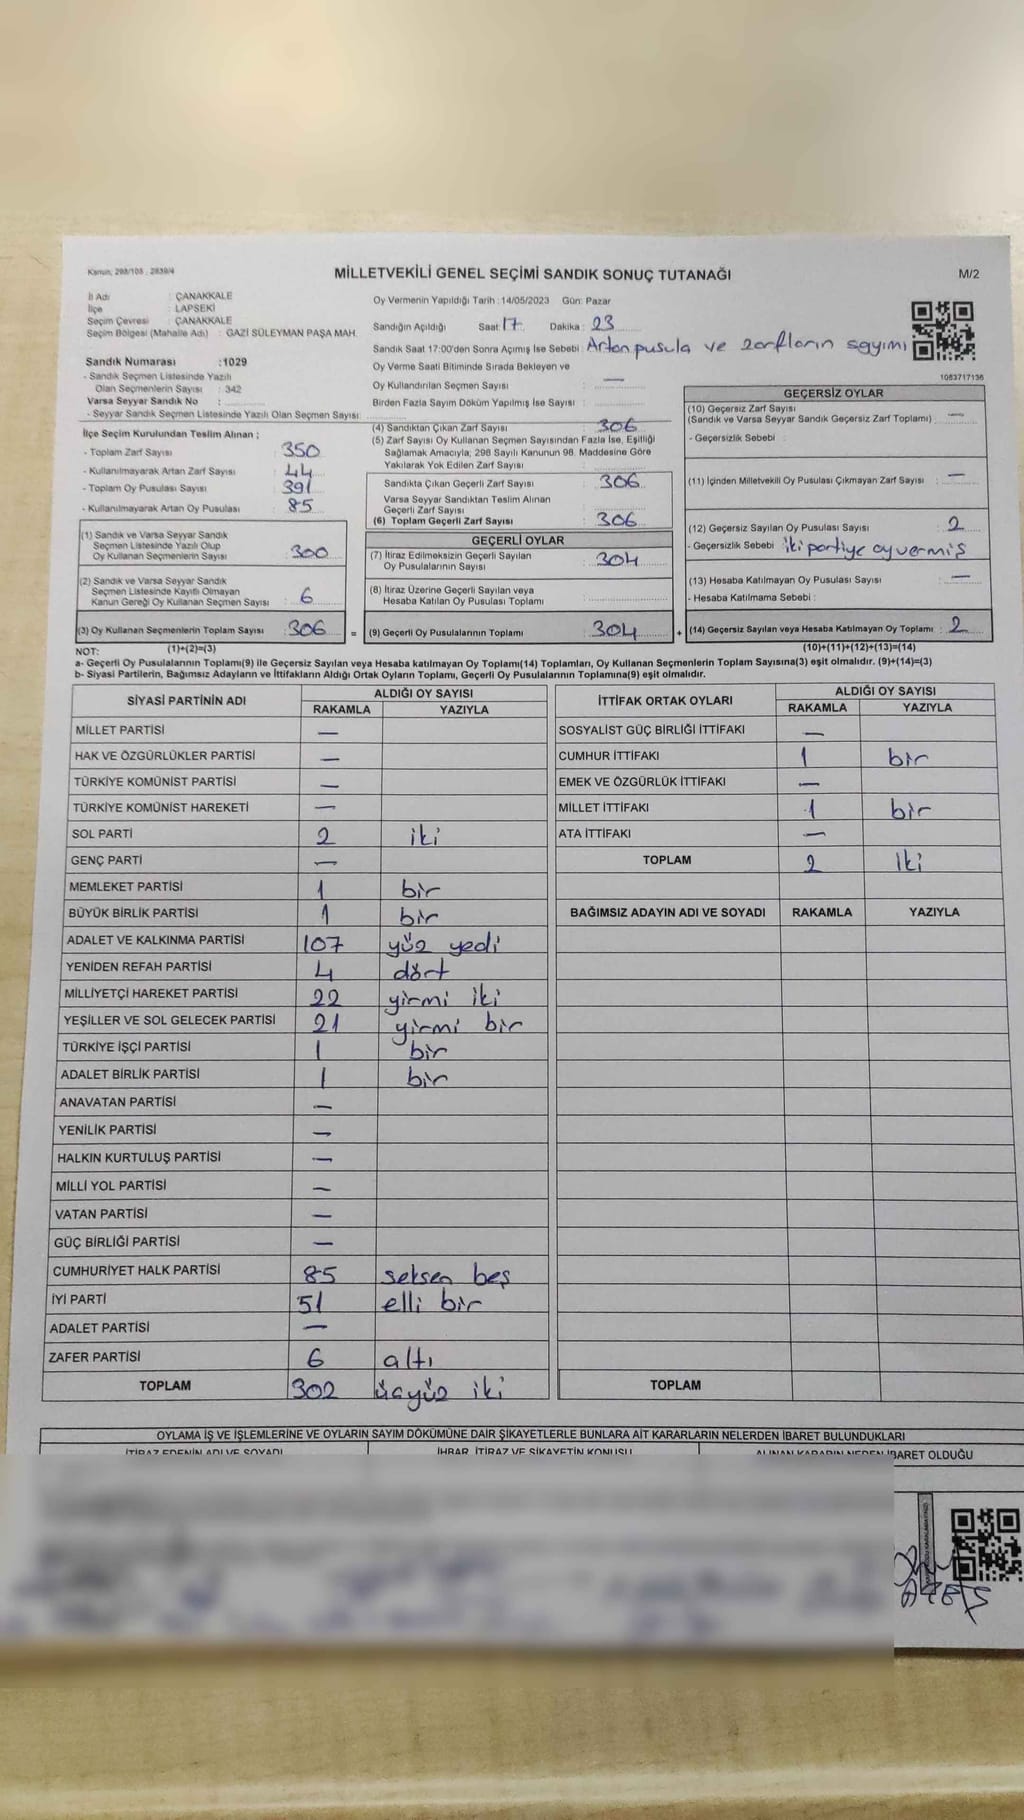 Kanun, 298/105 , 2839/4
MİLLETVEKİLİ GENEL SEÇİMİ SANDIK SONUÇ TUTANAĞI
M/2
İl Adı : ÇANAKKALE
İlçe : LAPSEKİ
Seçim Çevresi : ÇANAKKALE
Seçim Bölgesi (Mahalle Adı) : GAZİ SÜLEYMAN PAŞA MAH.
Sandık Numarası :1029
- Sandık Seçmen Listesinde Yazılı
Olan Seçmenlerin Sayısı : 342
Varsa Seyyar Sandık No :
- Seyyar Sandık Seçmen Listesinde Yazılı Olan Seçmen Sayısı:
Oy Vermenin Yapıldığı Tarih :14/05/2023 Gün: Pazar
Sandığın Açıldığı Saat 17 Dakika : 23
Sandık Saat 17:00'den Sonra Açımış İse Sebebi : Artan pusula ve zarfların sayımı
Oy Verme Saati Bitiminde Sırada Bekleyen ve
Oy Kullandırılan Seçmen Sayısı : —
Birden Fazla Sayım Döküm Yapılmış İse Sayısı :
1063717136
İlçe Seçim Kurulundan Teslim Alınan ;
- Toplam Zarf Sayısı : 350
- Kullanılmayarak Artan Zarf Sayısı : 44
- Toplam Oy Pusulası Sayısı : 391
- Kullanılmayarak Artan Oy Pusulası : 85
(1) Sandık ve Varsa Seyyar Sandık
Seçmen Listesinde Yazılı Olup
Oy Kullanan Seçmenlerin Sayısı : 300
(2) Sandık ve Varsa Seyyar Sandık
Seçmen Listesinde Kayıtlı Olmayan
Kanun Gereği Oy Kullanan Seçmen Sayısı : 6
(3) Oy Kullanan Seçmenlerin Toplam Sayısı : 306 =
(4) Sandıktan Çıkan Zarf Sayısı : 306
(5) Zarf Sayısı Oy Kullanan Seçmen Sayısından Fazla İse, Eşitliği
Sağlamak Amacıyla; 298 Sayılı Kanunun 98. Maddesine Göre
Yakılarak Yok Edilen Zarf Sayısı :
Sandıkta Çıkan Geçerli Zarf Sayısı : 306
Varsa Seyyar Sandıktan Teslim Alınan
Geçerli Zarf Sayısı :
(6) Toplam Geçerli Zarf Sayısı : 306
GEÇERLİ OYLAR
(7) İtiraz Edilmeksizin Geçerli Sayılan
Oy Pusulalarının Sayısı : 304
(8) İtiraz Üzerine Geçerli Sayılan veya
Hesaba Katılan Oy Pusulası Toplamı :
(9) Geçerli Oy Pusulalarının Toplamı : 304 +
GEÇERSİZ OYLAR
(10) Geçersiz Zarf Sayısı
(Sandık ve Varsa Seyyar Sandık Geçersiz Zarf Toplamı) : —
- Geçersizlik Sebebi :
(11) İçinden Milletvekili Oy Pusulası Çıkmayan Zarf Sayısı : —
(12) Geçersiz Sayılan Oy Pusulası Sayısı : 2
- Geçersizlik Sebebi : iki partiye oy vermiş
(13) Hesaba Katılmayan Oy Pusulası Sayısı : —
- Hesaba Katılmama Sebebi :
(14) Geçersiz Sayılan veya Hesaba Katılmayan Oy Toplamı : 2
NOT: (1)+(2)=(3) (10)+(11)+(12)+(13)=(14)
a- Geçerli Oy Pusulalarının Toplamı(9) ile Geçersiz Sayılan veya Hesaba katılmayan Oy Toplamı(14) Toplamları, Oy Kullanan Seçmenlerin Toplam Sayısına(3) eşit olmalıdır. (9)+(14)=(3)
b- Siyasi Partilerin, Bağımsız Adayların ve İttifakların Aldığı Ortak Oyların Toplamı, Geçerli Oy Pusulalarının Toplamına(9) eşit olmalıdır.
SİYASİ PARTİNİN ADI ALDIĞI OY SAYISI
RAKAMLA YAZIYLA
MİLLET PARTİSİ —
HAK VE ÖZGÜRLÜKLER PARTİSİ —
TÜRKİYE KOMÜNİST PARTİSİ —
TÜRKİYE KOMÜNİST HAREKETİ —
SOL PARTİ 2 iki
GENÇ PARTİ —
MEMLEKET PARTİSİ 1 bir
BÜYÜK BİRLİK PARTİSİ 1 bir
ADALET VE KALKINMA PARTİSİ 107 yüz yedi
YENİDEN REFAH PARTİSİ 4 dört
MİLLİYETÇİ HAREKET PARTİSİ 22 yirmi iki
YEŞİLLER VE SOL GELECEK PARTİSİ 21 yirmi bir
TÜRKİYE İŞÇİ PARTİSİ 1 bir
ADALET BİRLİK PARTİSİ 1 bir
ANAVATAN PARTİSİ —
YENİLİK PARTİSİ —
HALKIN KURTULUŞ PARTİSİ —
MİLLİ YOL PARTİSİ —
VATAN PARTİSİ —
GÜÇ BİRLİĞİ PARTİSİ —
CUMHURİYET HALK PARTİSİ 85 seksen beş
İYİ PARTİ 51 elli bir
ADALET PARTİSİ —
ZAFER PARTİSİ 6 altı
TOPLAM 302 üçyüz iki
İTTİFAK ORTAK OYLARI ALDIĞI OY SAYISI
RAKAMLA YAZIYLA
SOSYALİST GÜÇ BİRLİĞİ İTTİFAKI —
CUMHUR İTTİFAKI 1 bir
EMEK VE ÖZGÜRLÜK İTTİFAKI —
MİLLET İTTİFAKI 1 bir
ATA İTTİFAKI —
TOPLAM 2 iki
BAĞIMSIZ ADAYIN ADI VE SOYADI RAKAMLA YAZIYLA
TOPLAM
OYLAMA İŞ VE İŞLEMLERİNE VE OYLARIN SAYIM DÖKÜMÜNE DAİR ŞİKAYETLERLE BUNLARA AİT KARARLARIN NELERDEN İBARET BULUNDUKLARI
İTİRAZ EDENİN ADI VE SOYADI İHBAR, İTİRAZ VE ŞİKAYETİN KONUSU ALINAN KARARIN NEDEN İBARET OLDUĞU
ATEŞ